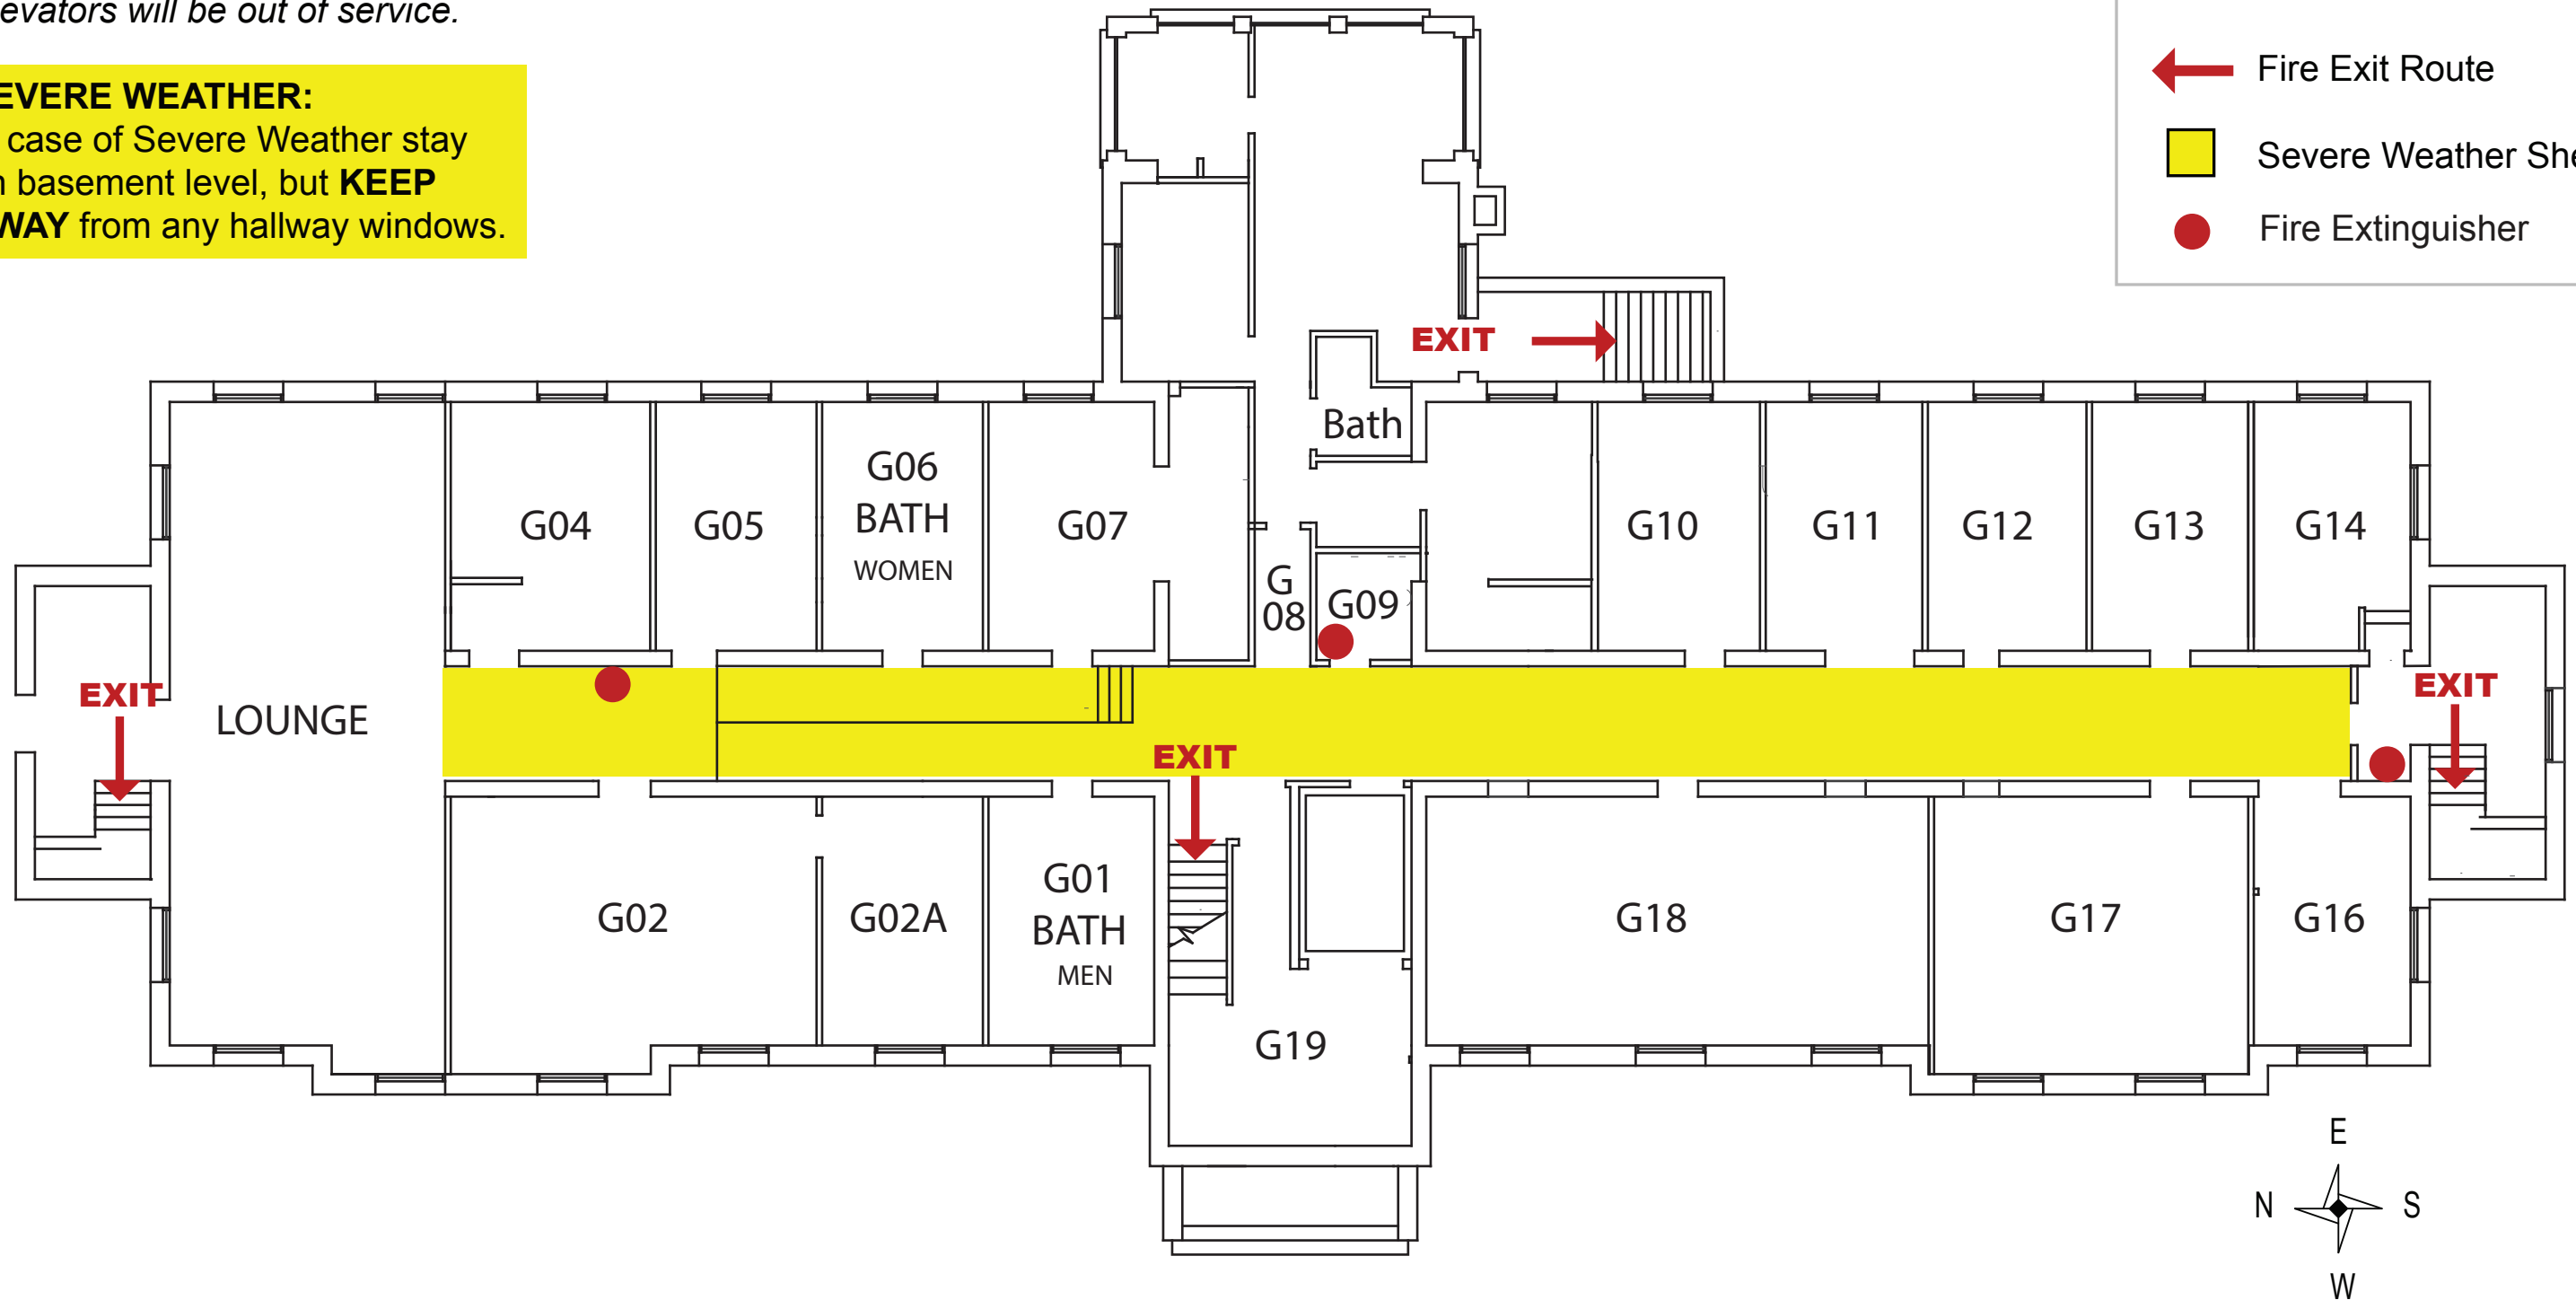 evators will be out of service.
EVERE WEATHER:
case of Severe Weather stay
n basement level, but KEEP
WAY from any hallway windows.
Fire Exit Route
Severe Weather She
Fire Extinguisher
EXIT
Bath
G06
BATH
WOMEN
G04
G05
G07
G10
G11
G12
G13
G14
G
08
G09
EXIT
LOUNGE
EXIT
EXIT
G01
BATH
MEN
G02
G02A
G18
G17
G16
G19
E
N
S
W